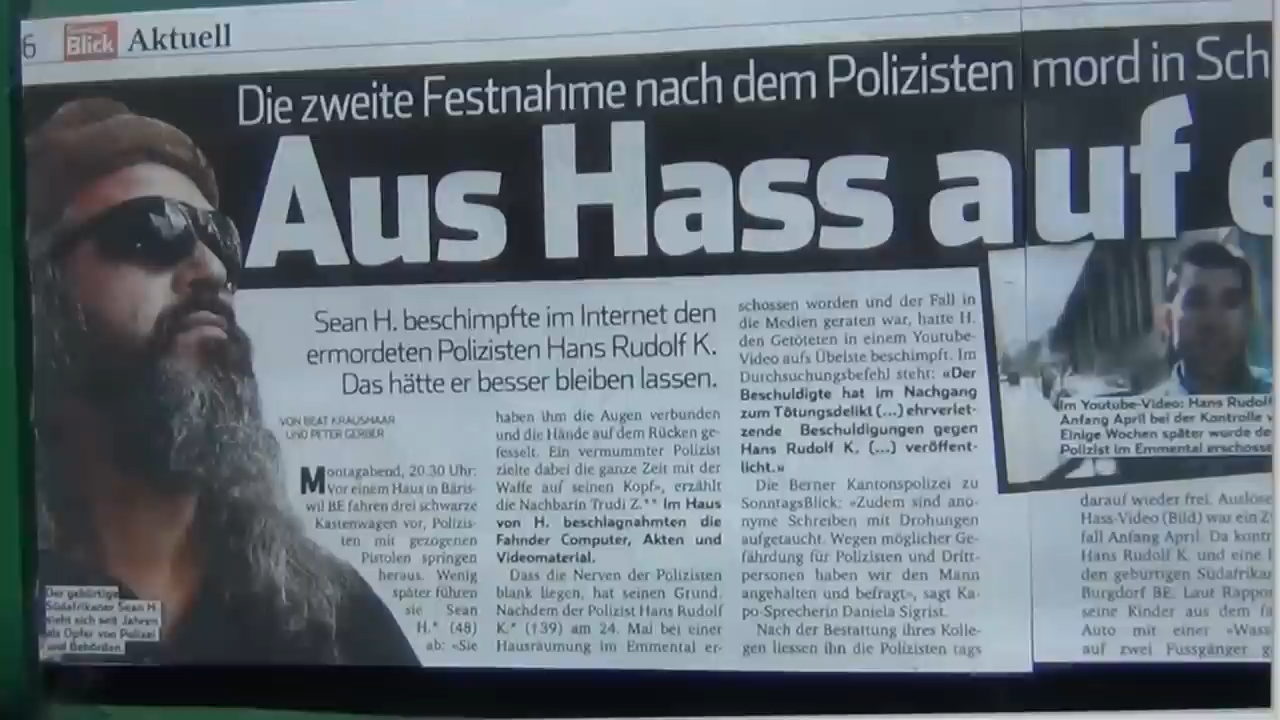 6 Blick Aktuell
Die zweite Festnahme nach dem Polizisten mord in Sch
Aus Hass auf e
Sean H. beschimpfte im Internet den
ermordeten Polizisten Hans Rudolf K.
Das hätte er besser bleiben lassen.
VON BEAT KRAUSHAAR
UND PETER GERBER
Montagabend, 20.30 Uhr:
Vor einem Haus in Bäris-
wil BE fahren drei schwarze
Kastenwagen vor, Polizis-
ten mit gezogenen
Pistolen springen
heraus. Wenig
später führen
sie Sean
H.* (48)
ab: «Sie
haben ihm die Augen verbunden
und die Hände auf dem Rücken ge-
fesselt. Ein vermummter Polizist
zielte dabei die ganze Zeit mit der
Waffe auf seinen Kopf», erzählt
die Nachbarin Trudi Z.** Im Haus
von H. beschlagnahmten die
Fahnder Computer, Akten und
Videomaterial.
Dass die Nerven der Polizisten
blank liegen, hat seinen Grund.
Nachdem der Polizist Hans Rudolf
K.* (†39) am 24. Mai bei einer
Hausräumung im Emmental er-
schossen worden und der Fall in
die Medien geraten war, hatte H.
den Getöteten in einem Youtube-
Video aufs Übelste beschimpft. Im
Durchsuchungsbefehl steht: «Der
Beschuldigte hat im Nachgang
zum Tötungsdelikt (...) ehrverlet-
zende Beschuldigungen gegen
Hans Rudolf K. (...) veröffent-
licht.»
Die Berner Kantonspolizei zu
SonntagsBlick: «Zudem sind ano-
nyme Schreiben mit Drohungen
aufgetaucht. Wegen möglicher Ge-
fährdung für Polizisten und Dritt-
personen haben wir den Mann
angehalten und befragt», sagt Ka-
po-Sprecherin Daniela Sigrist.
Nach der Bestattung ihres Kolle-
gen liessen ihn die Polizisten tags
Im Youtube-Video: Hans Rudolf
Anfang April bei der Kontrolle v
Einige Wochen später wurde de
Polizist im Emmental erschosse
darauf wieder frei. Auslöse
Hass-Video (Bild) war ein Z
fall Anfang April. Da kontr
Hans Rudolf K. und eine
den gebürtigen Südafrika
Burgdorf BE. Laut Rappor
seine Kinder aus dem fa
Auto mit einer «Wass
auf zwei Fussgänger g
Der gebürtige
Südafrikaner Sean H.
sieht sich seit Jahren
als Opfer von Polizei
und Behörden.